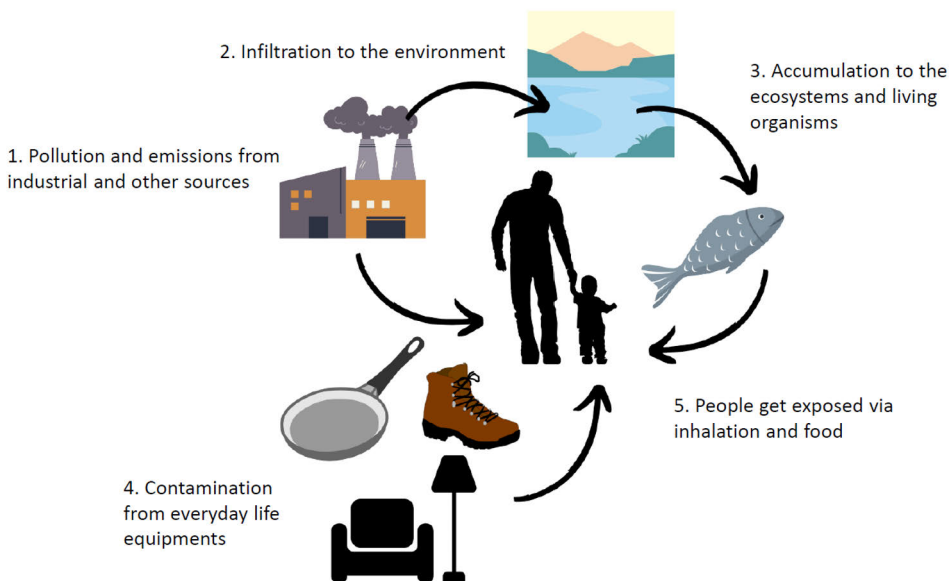 2. Infiltration to the environment
3. Accumulation to the
ecosystems and living
organisms
1. Pollution and emissions from
industrial and other sources
5. People get exposed via
inhalation and food
4. Contamination
from everyday life
equipments